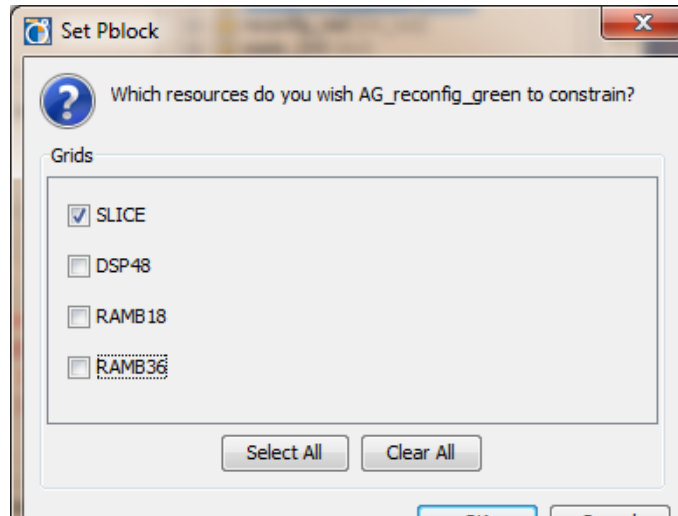 Set Pblock
Which resources do you wish AG_reconfig_green to constrain?
Grids
SLICE
DSP48
RAMB18
RAMB36
Select All Clear All